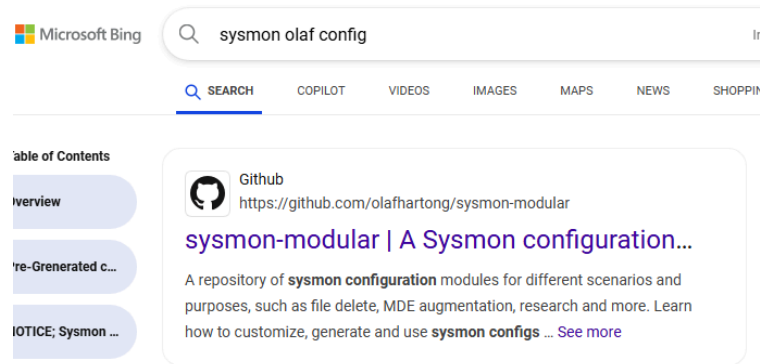 Microsoft Bing
sysmon olaf config
SEARCH COPILOT VIDEOS IMAGES MAPS NEWS SHOPPIN
able of Contents
verview
re-Grenerated c...
OTICE; Sysmon ...
Github
https://github.com/olafhartong/sysmon-modular
sysmon-modular | A Sysmon configuration...
A repository of sysmon configuration modules for different scenarios and
purposes, such as file delete, MDE augmentation, research and more. Learn
how to customize, generate and use sysmon configs ... See more